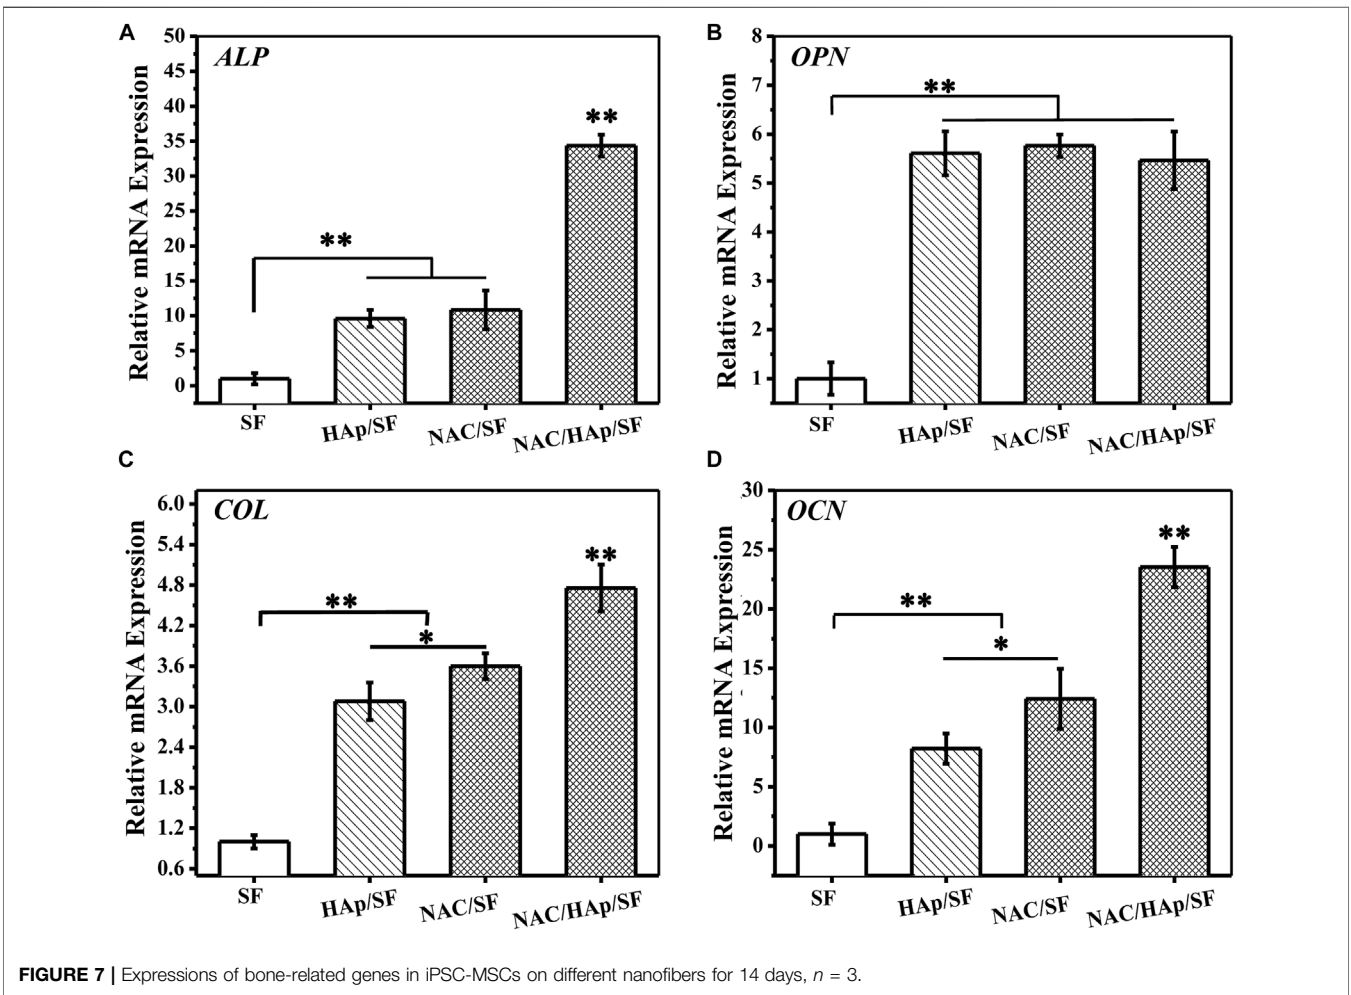 A
ALP
Relative mRNA Expression
50
45
40
35
30
25
20
15
10
5
0
**
**
SF
HAp/SF
NAC/SF
NAC/HAp/SF
B
OPN
Relative mRNA Expression
8
7
6
5
4
3
2
1
**
SF
HAp/SF
NAC/SF
NAC/HAp/SF
C
COL
Relative mRNA Expression
6.0
5.4
4.8
4.2
3.6
3.0
2.4
1.8
1.2
0.6
**
**
*
SF
HAp/SF
NAC/SF
NAC/HAp/SF
D
OCN
Relative mRNA Expression
30
25
20
15
10
5
0
**
**
*
SF
HAp/SF
NAC/SF
NAC/HAp/SF
FIGURE 7 | Expressions of bone-related genes in iPSC-MSCs on different nanofibers for 14 days, n = 3.